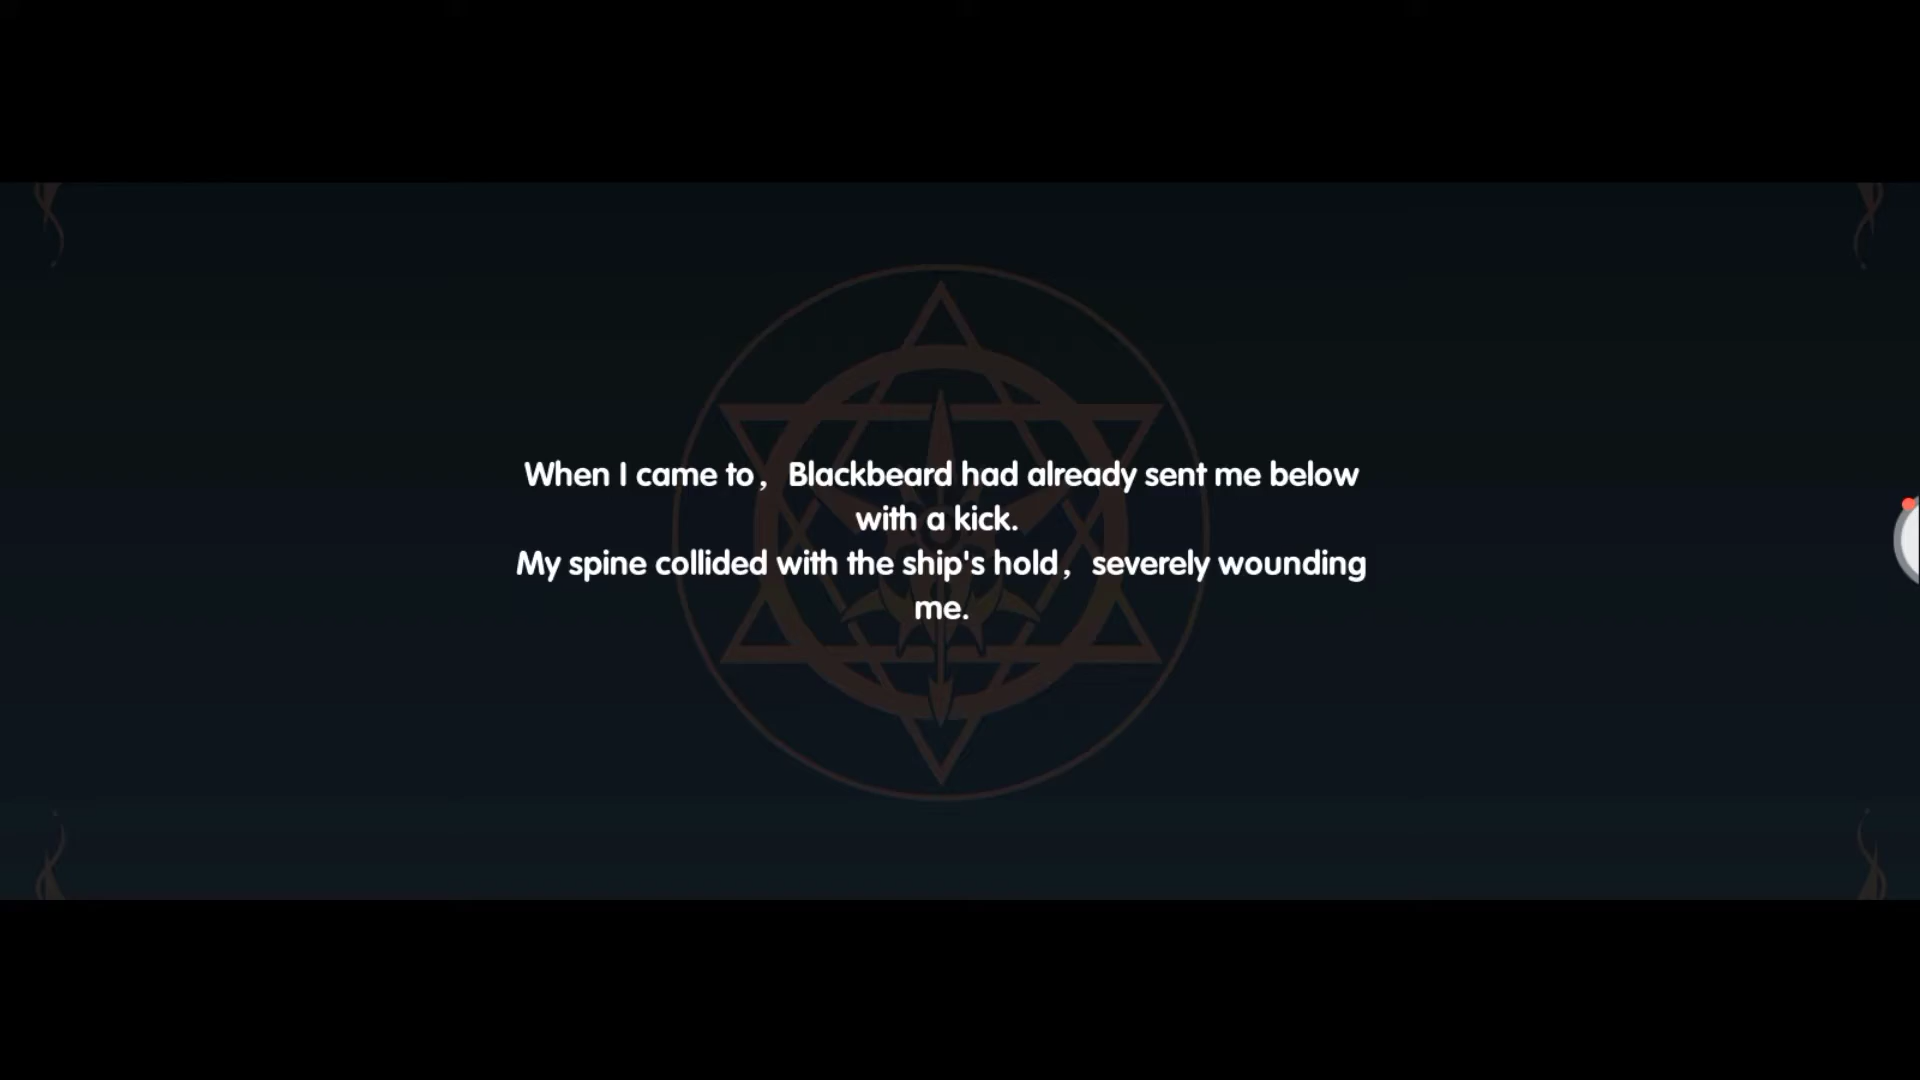 When I came to，Blackbeard had already sent me below
with a kick.
My spine collided with the ship's hold，severely wounding
me.